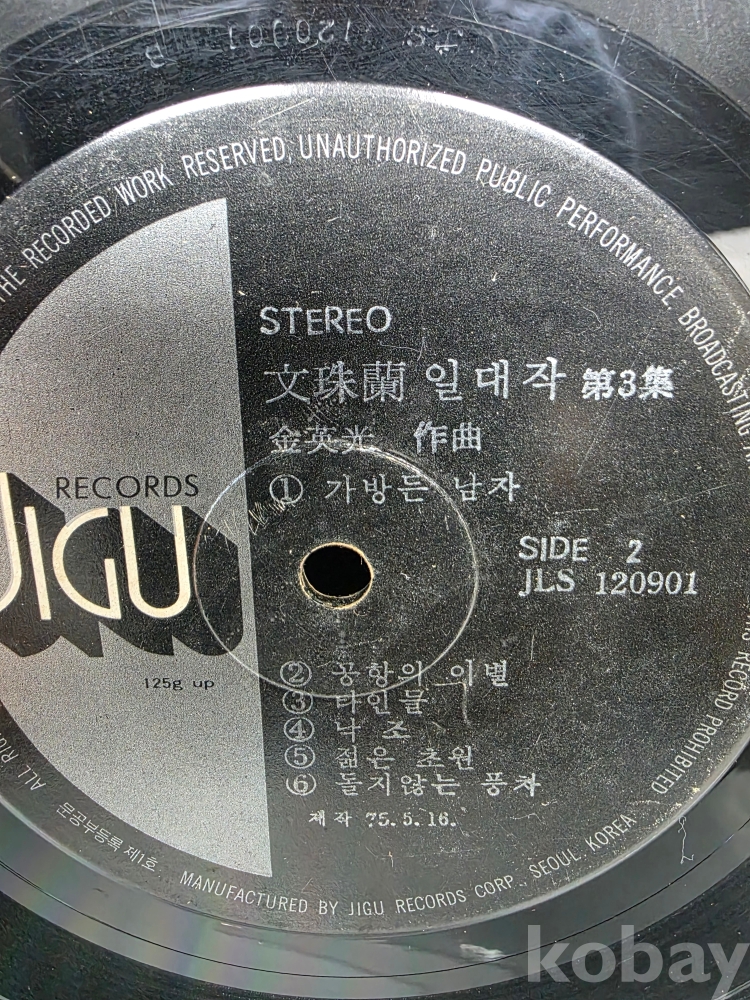 J.S 120901 B
THE RECORDED WORK RESERVED, UNAUTHORIZED PUBLIC PERFORMANCE. BROADCASTING
RECORD PROHIBITED
STEREO
文珠蘭 일대작 第3集
金英光 作曲
① 가방든 남자
RECORDS
JIGU
SIDE 2
JLS 120901
125g up
② 공항의 이별
③ 타인들
④ 낙조
⑤ 젊은 초원
⑥ 돌지않는 풍차
제작 75.5.16.
ALL RIG
문공부등록 제1호
MANUFACTURED BY JIGU RECORDS CORP., SEOUL, KOREA
kobay